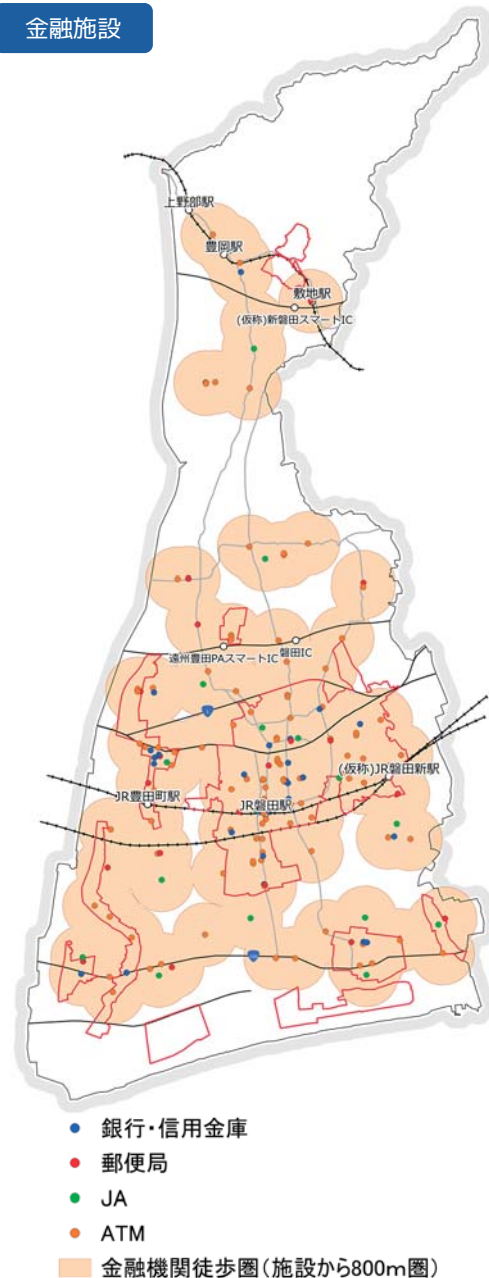 金融施設
上野部駅
豊岡駅
敷地駅
(仮称)新磐田スマートIC
遠州豊田PAスマートIC
磐田IC
(仮称)JR磐田新駅
JR豊田町駅
JR磐田駅
銀行・信用金庫
郵便局
JA
ATM
金融機関徒歩圏(施設から800m圏)